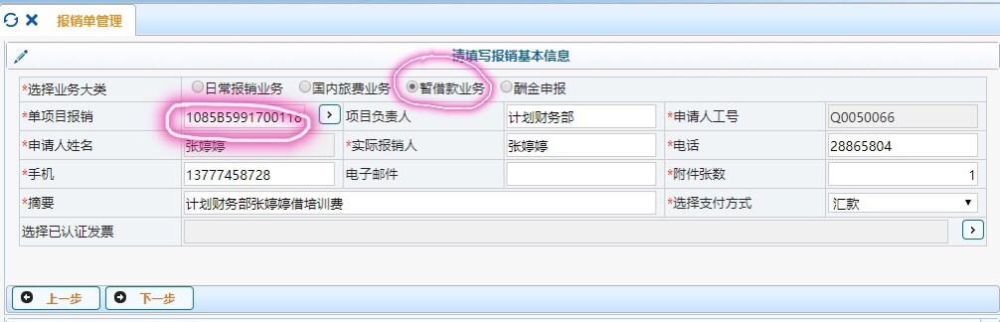 报销单管理
请填写报销基本信息
*选择业务大类 日常报销业务 国内旅费业务 暂借款业务 酬金申报
*单项目报销 1085B5991700118 项目负责人 计划财务部 *申请人工号 Q0050066
*申请人姓名 张婷婷 *实际报销人 张婷婷 *电话 28865804
*手机 13777458728 电子邮件 *附件张数 1
*摘要 计划财务部张婷婷借培训费 *选择支付方式 汇款
选择已认证发票
上一步 下一步